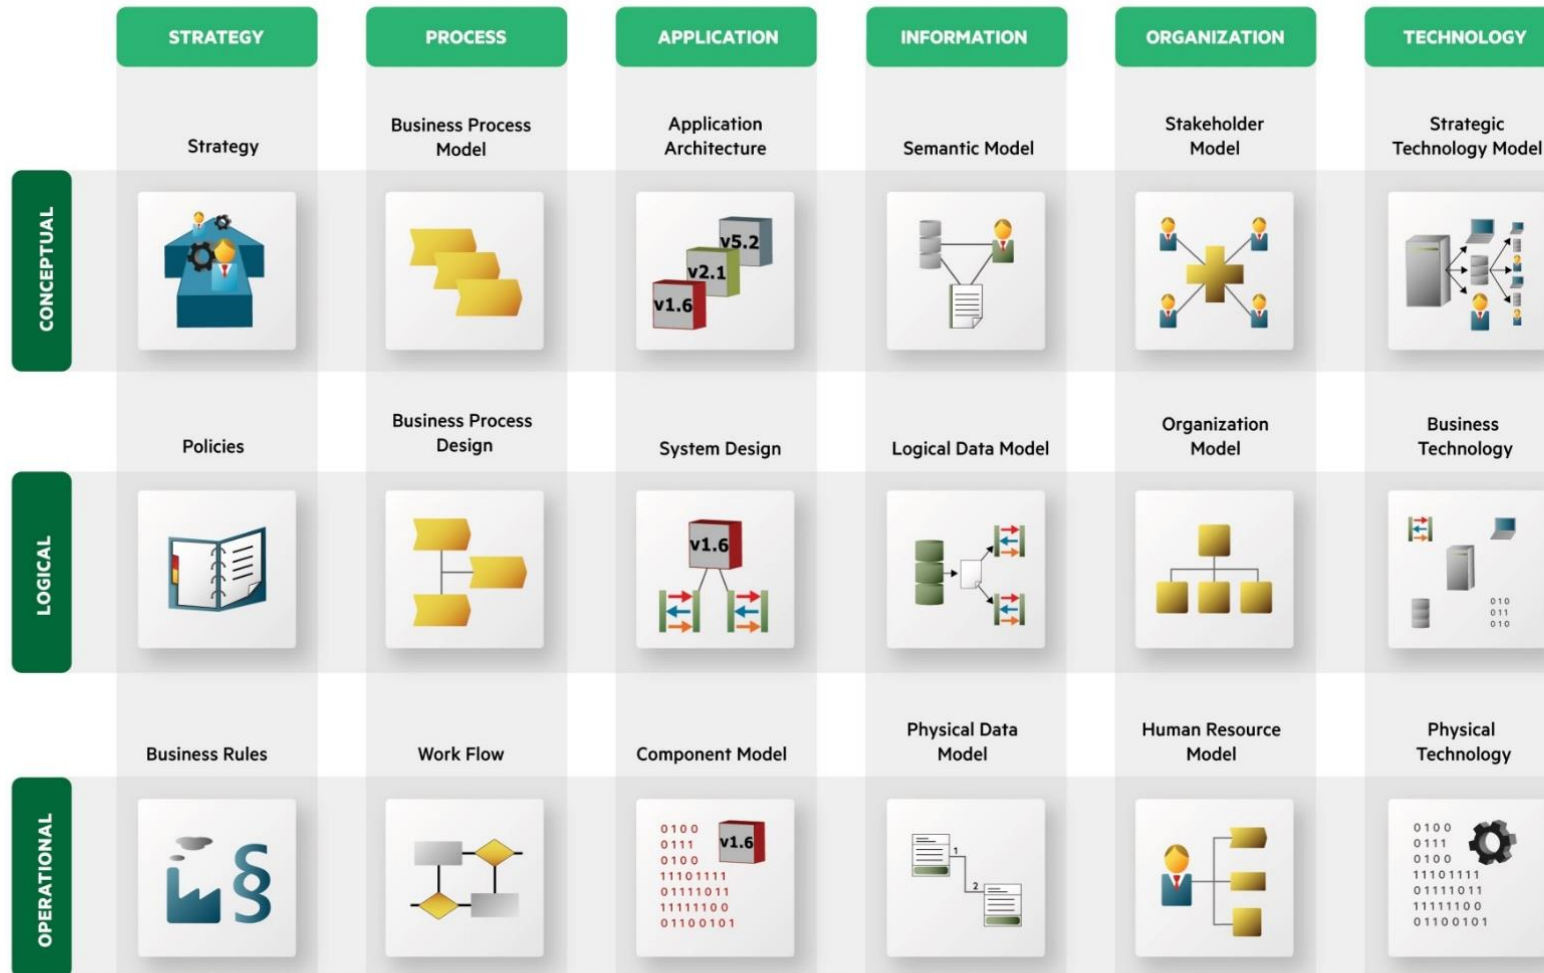 STRATEGY
PROCESS
APPLICATION
INFORMATION
ORGANIZATION
TECHNOLOGY
CONCEPTUAL
Strategy
Business Process
Model
Application
Architecture
Semantic Model
Stakeholder
Model
Strategic
Technology Model
v5.2
v2.1
v1.6
LOGICAL
Policies
Business Process
Design
System Design
Logical Data Model
Organization
Model
Business
Technology
v1.6
010
011
010
OPERATIONAL
Business Rules
Work Flow
Component Model
Physical Data
Model
Human Resource
Model
Physical
Technology
§
0100
0111
0100
11101111
01111011
11111100
01100101
v1.6
1
2
0100
0111
0100
11101111
01111011
11111100
01100101